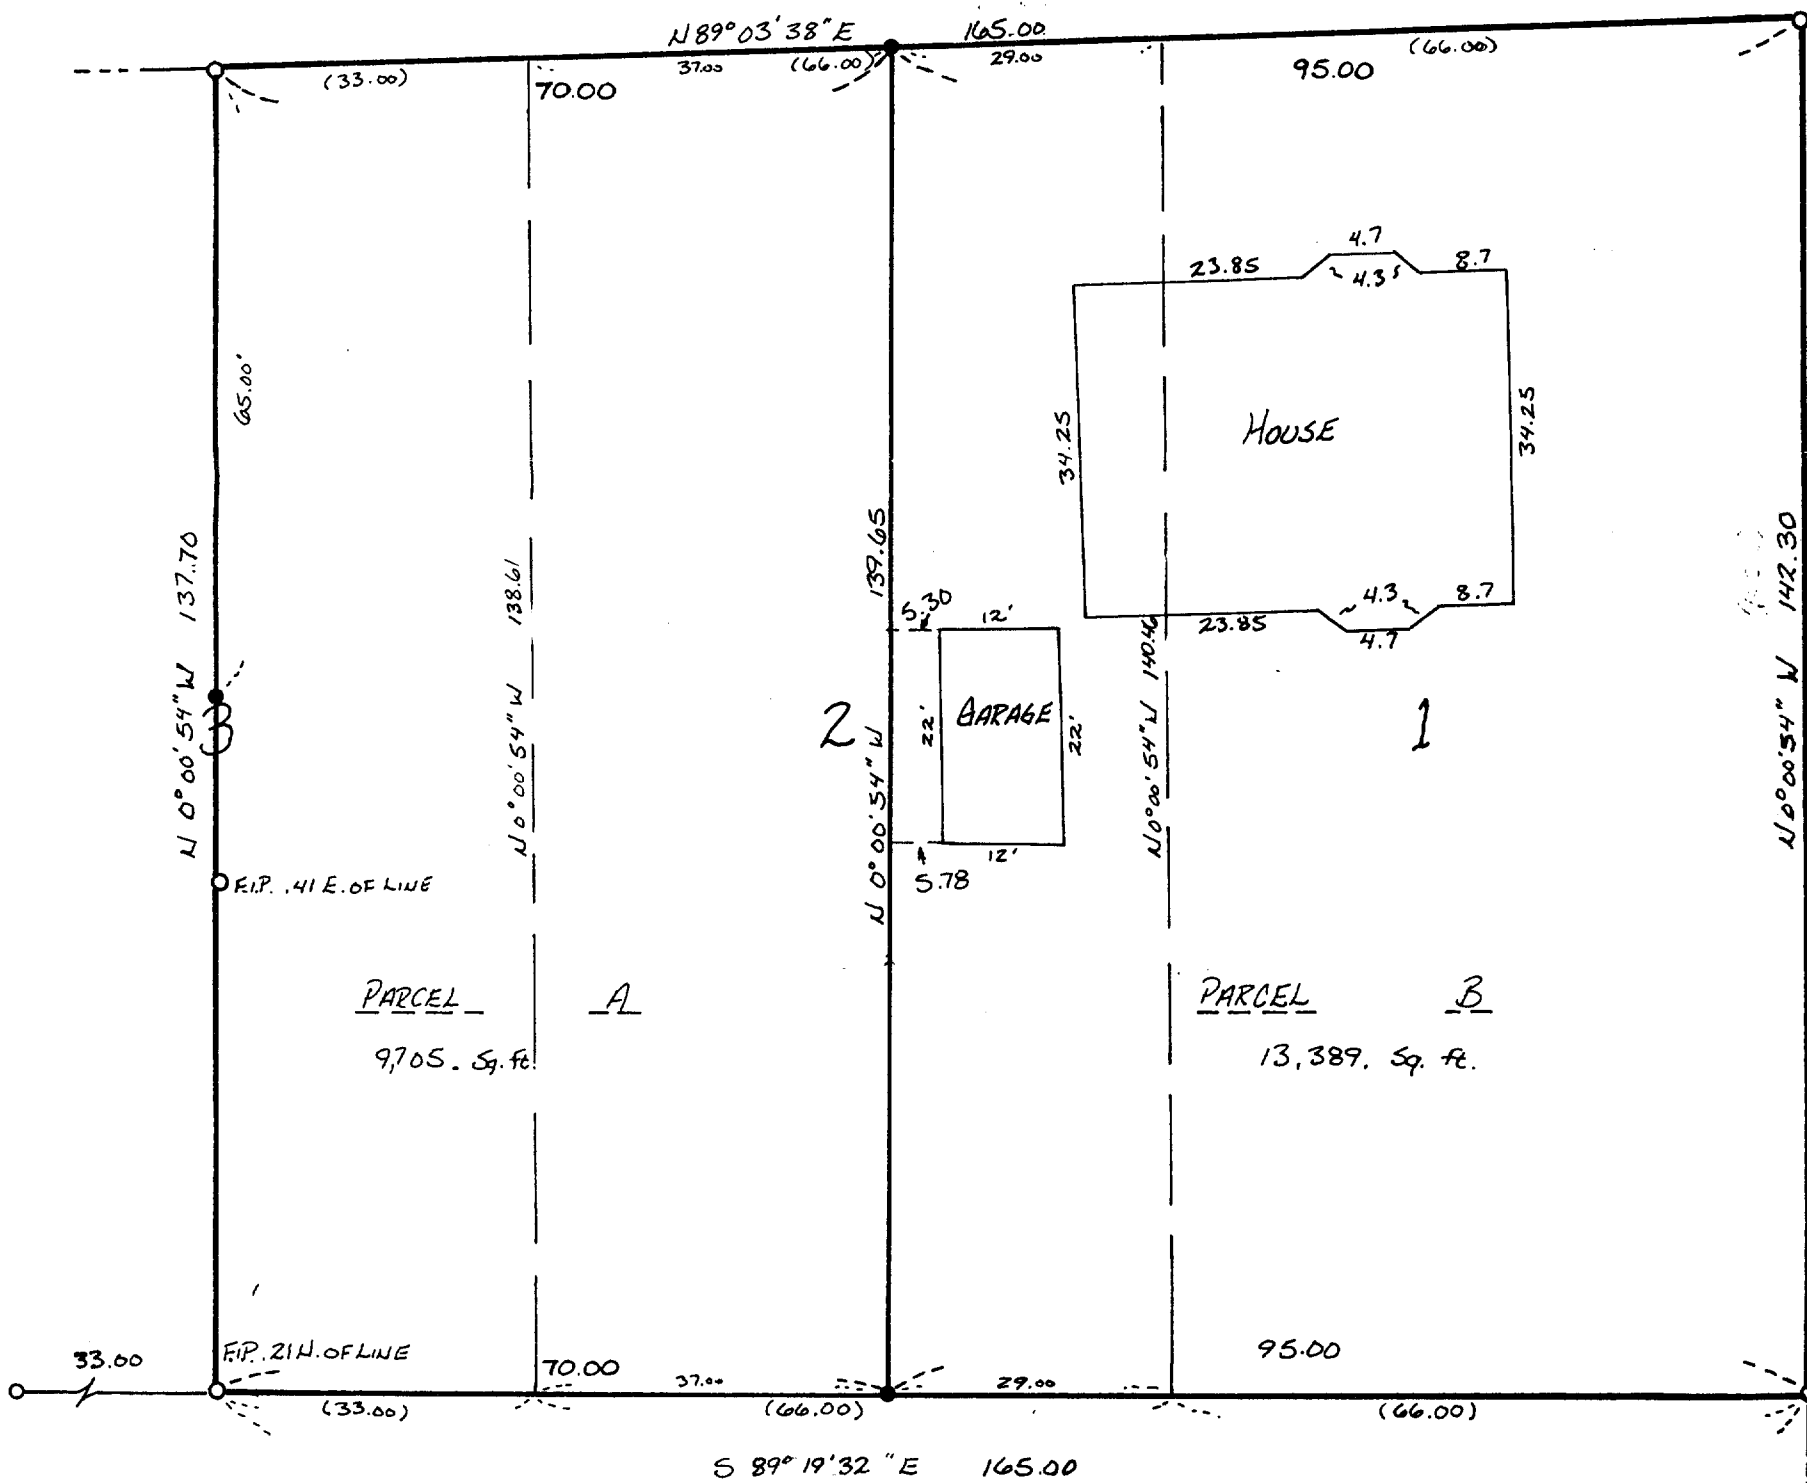 N 89° 03' 38" E 165.00
(33.00) 37.00 (66.00) 29.00 (66.00)
70.00 95.00
4.7
23.85 4.3 8.7
65.00'
HOUSE
34.25 34.25
N 0° 00' 54" W 137.70
N 0° 00' 54" W 138.61
N 0° 00' 54" W 139.65
N 0° 00' 54" W 140.46
N 0° 00' 54" W 142.30
5.30 12'
23.85 4.3 8.7
4.7
3 2 22' GARAGE 22' 1
12'
5.78
F.I.P. .41 E. OF LINE
PARCEL A PARCEL B
9,705. Sq. ft. 13,389. Sq. ft.
33.00 F.I.P. .21 N. OF LINE 70.00 95.00
37.00 29.00
(33.00) (66.00) (66.00)
S 89° 19' 32" E 165.00